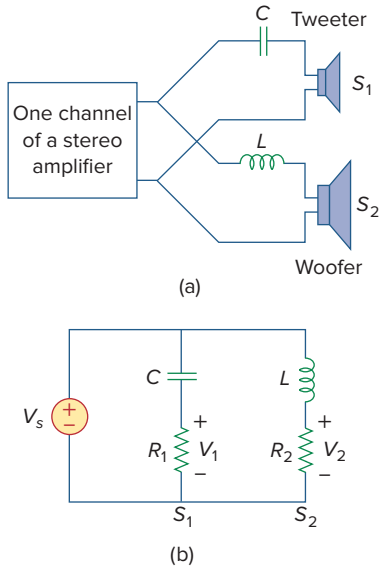 C
Tweeter
S1
One channel
of a stereo
amplifier
L
S2
Woofer
(a)
C
L
Vs
+
−
+
R1 V1
−
+
R2 V2
−
S1
S2
(b)